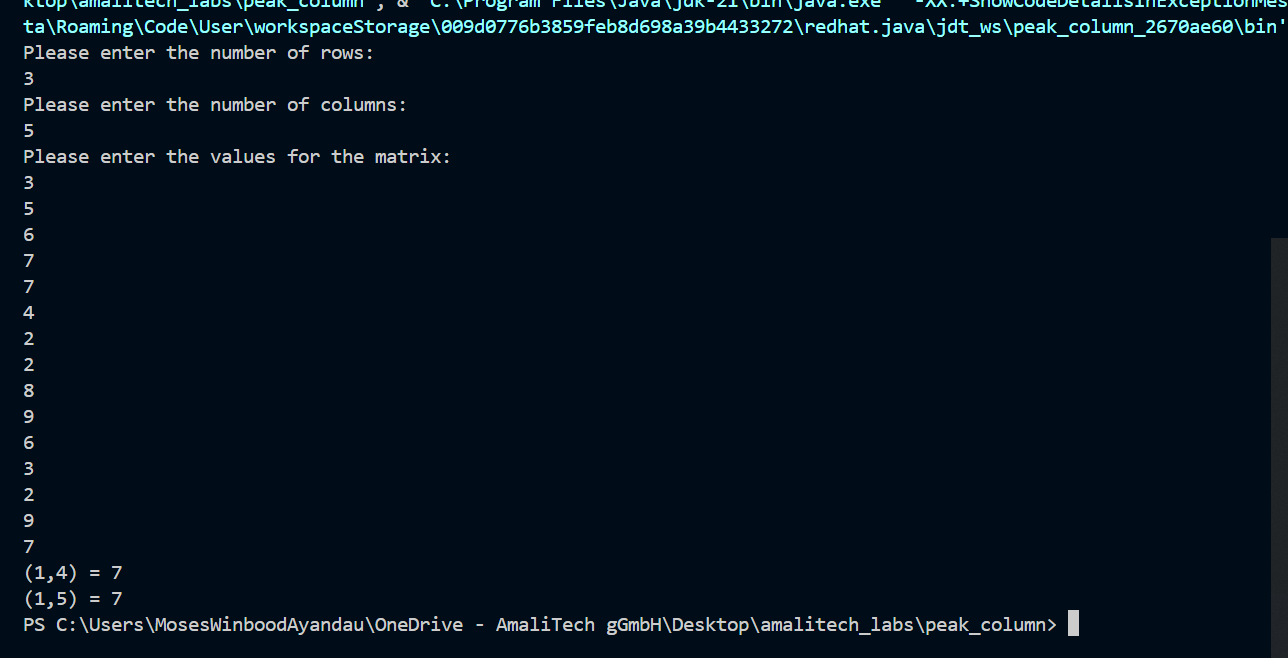 ktop\amalitech_labs\peak_column'; & 'C:\Program Files\Java\jdk-21\bin\java.exe' '-XX:+ShowCodeDetailsInExceptionMes
ta\Roaming\Code\User\workspaceStorage\009d0776b3859feb8d698a39b4433272\redhat.java\jdt_ws\peak_column_2670ae60\bin'
Please enter the number of rows:
3
Please enter the number of columns:
5
Please enter the values for the matrix:
3
5
6
7
7
4
2
2
8
9
6
3
2
9
7
(1,4) = 7
(1,5) = 7
PS C:\Users\MosesWinboodAyandau\OneDrive - AmaliTech gGmbH\Desktop\amalitech_labs\peak_column>